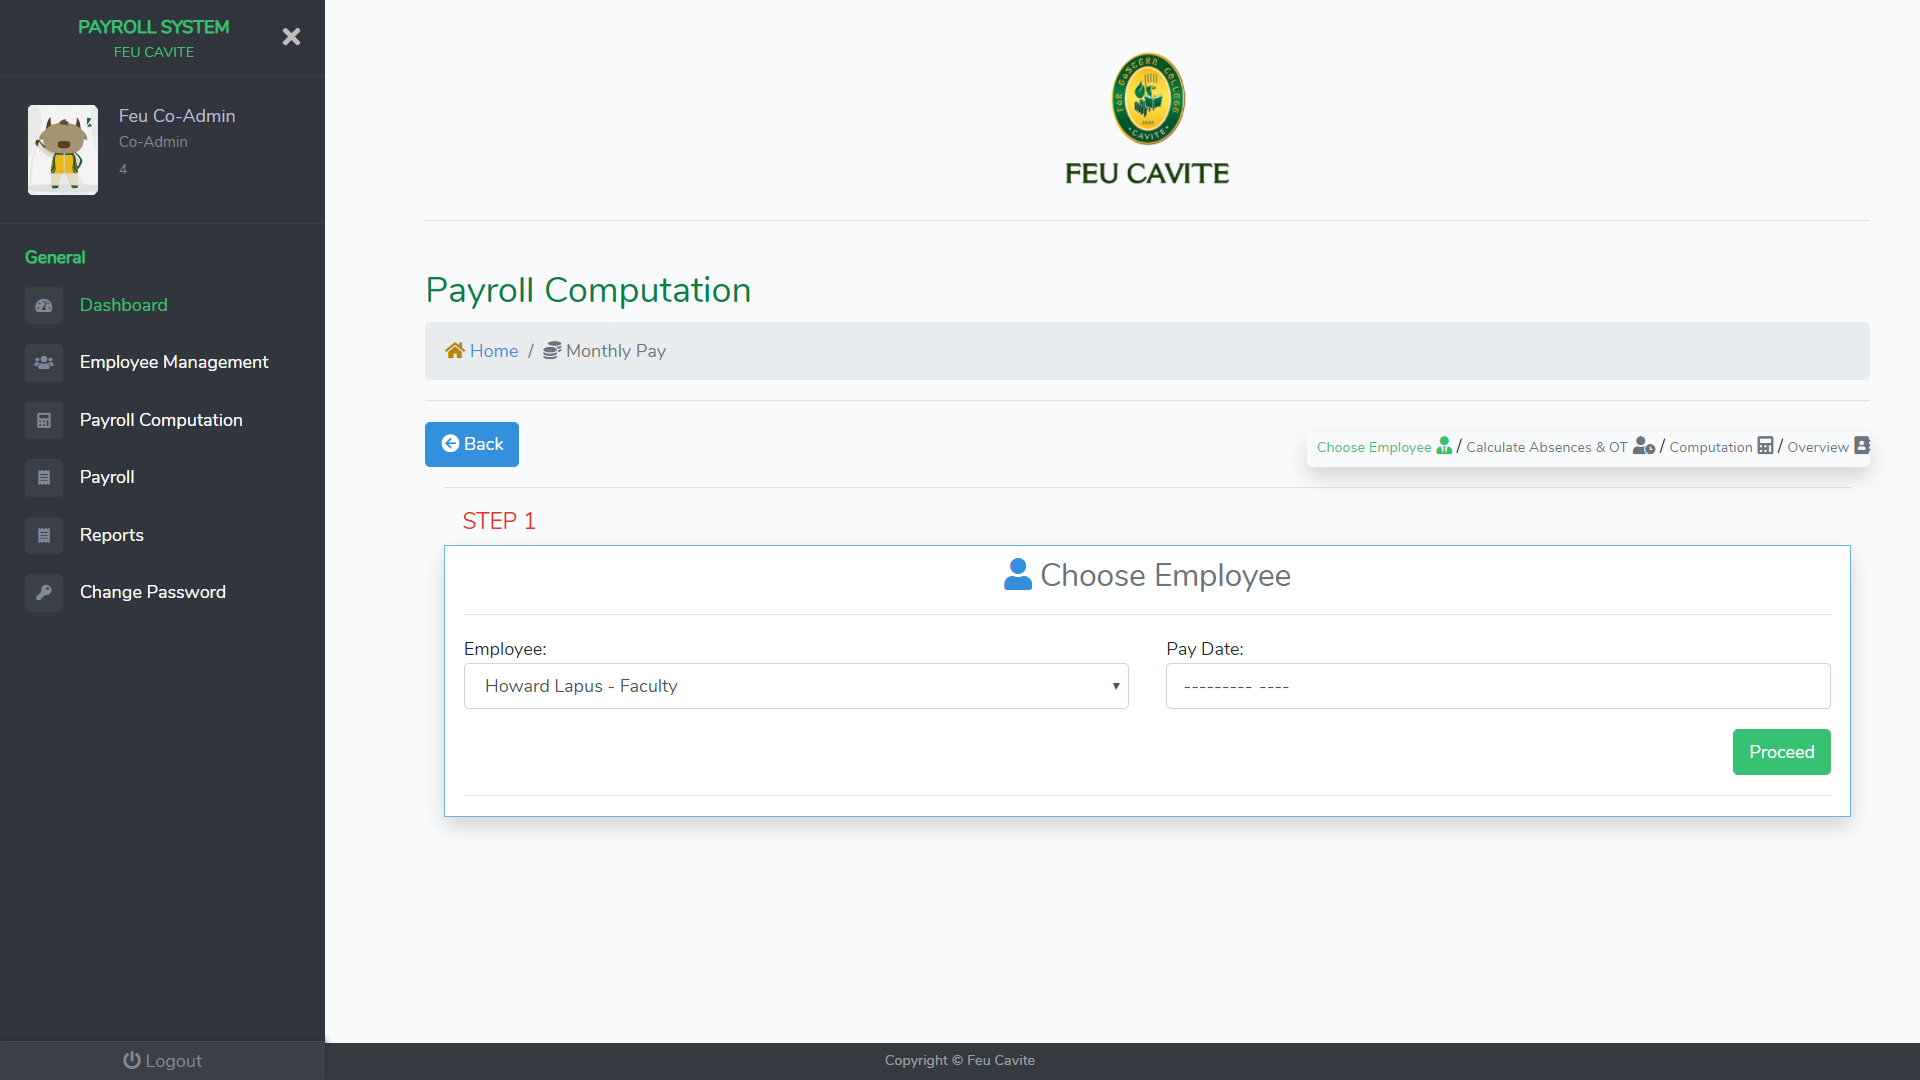 PAYROLL SYSTEM
FEU CAVITE
Feu Co-Admin
Co-Admin
4
General
Dashboard
Employee Management
Payroll Computation
Payroll
Reports
Change Password
Logout
CAVITE
FEU CAVITE
Payroll Computation
Home / Monthly Pay
Back
Choose Employee / Calculate Absences & OT / Computation / Overview
STEP 1
Choose Employee
Employee:
Howard Lapus - Faculty
Pay Date:
--------- ----
Proceed
Copyright © Feu Cavite